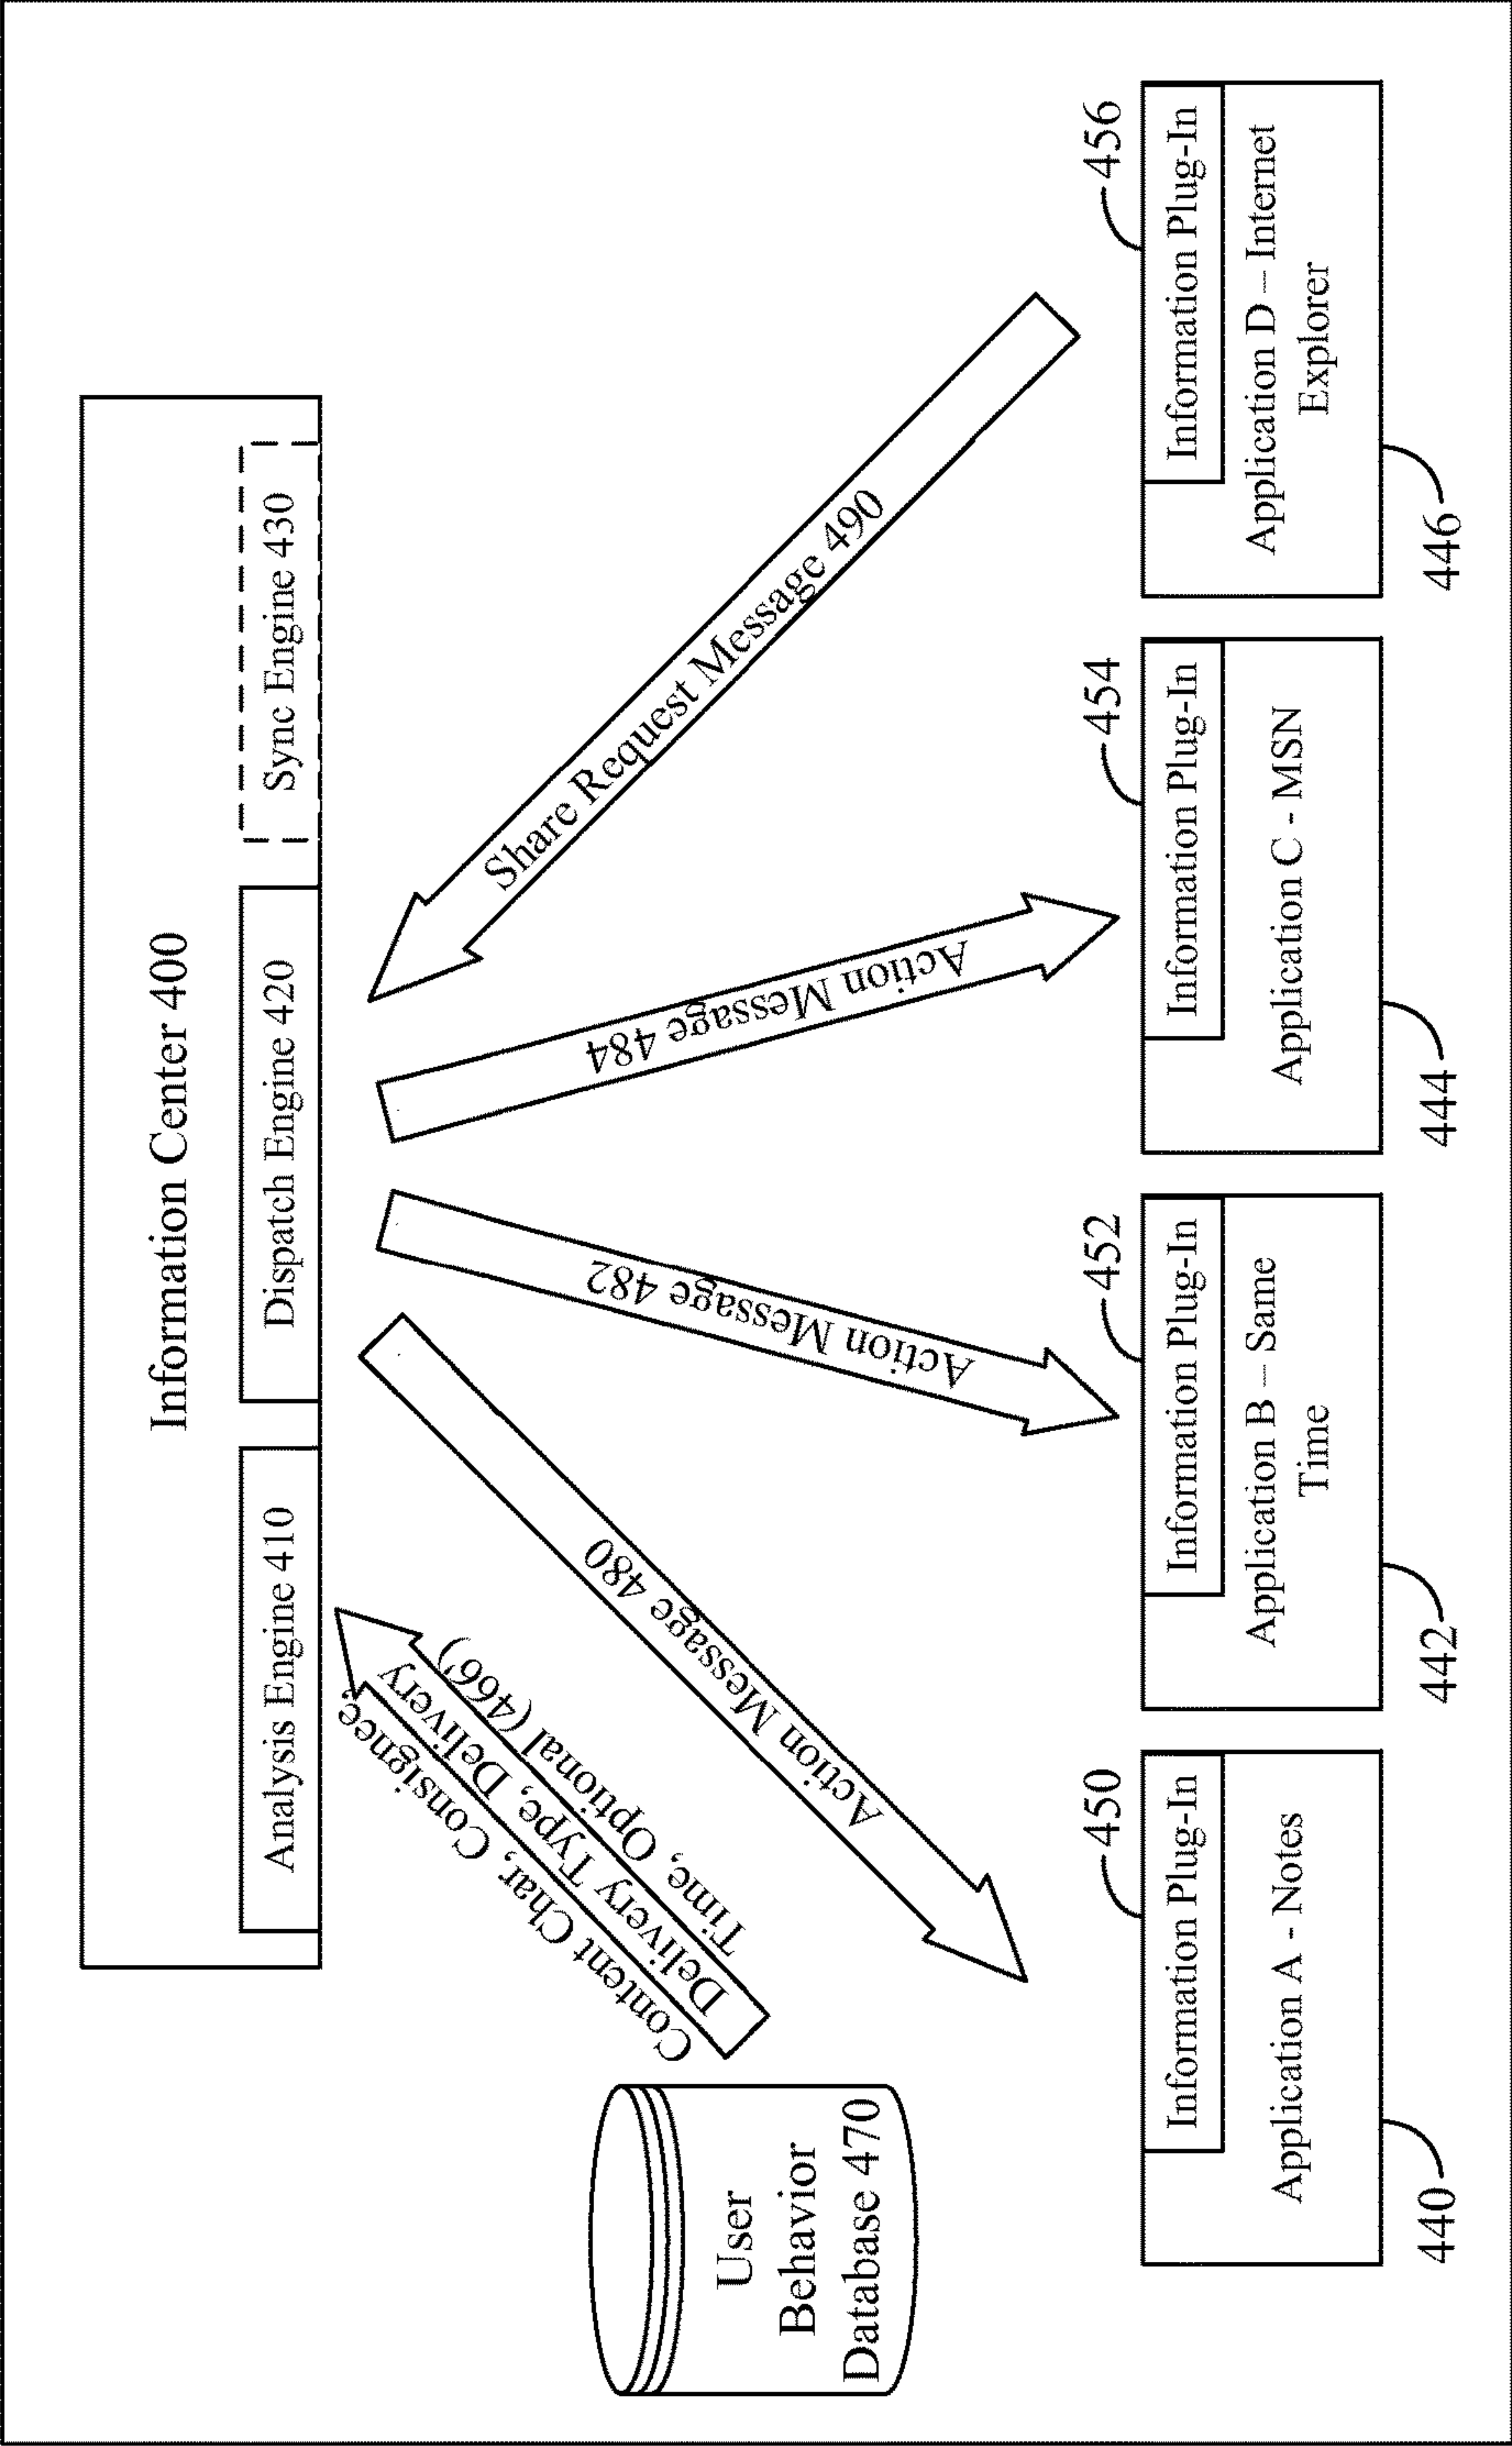 Information Center 400
Analysis Engine 410
Dispatch Engine 420
Sync Engine 430
Content Char, Consignee,
Delivery Type, Delivery
Time, Optional (466')
User
Behavior
Database 470
Action Message 480
Action Message 482
Action Message 484
Share Request Message 490
450
Information Plug-In
Application A - Notes
440
452
Information Plug-In
Application B – Same
Time
442
454
Information Plug-In
Application C - MSN
444
456
Information Plug-In
Application D – Internet
Explorer
446